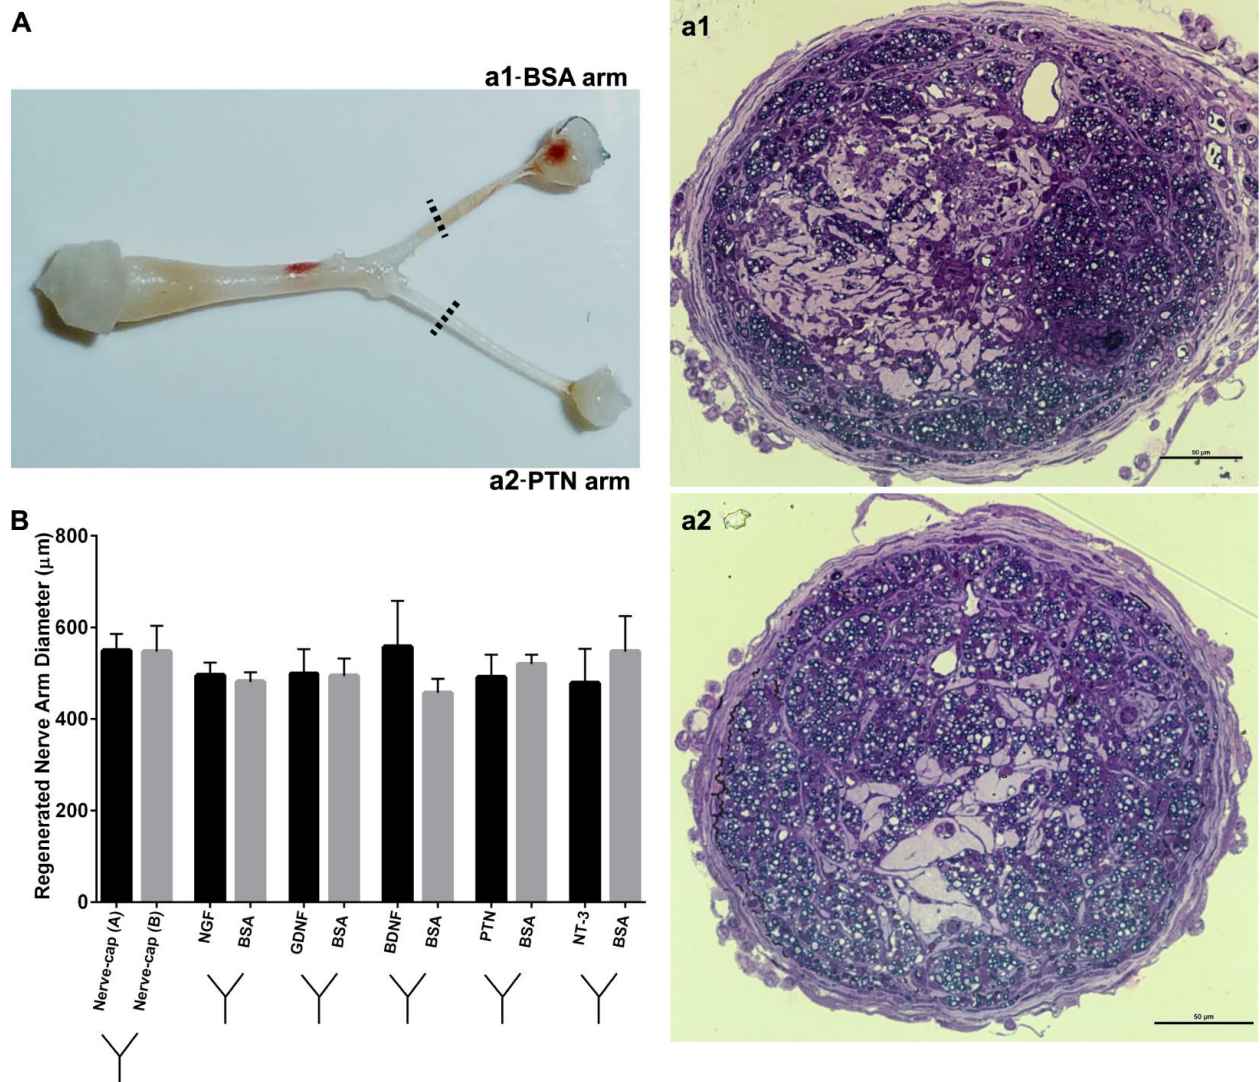 A
a1-BSA arm
a2-PTN arm
a1
50 µm
a2
50 µm
B
Regenerated Nerve Arm Diameter (µm)
800
600
400
200
0
Nerve-cap (A)
Nerve-cap (B)
NGF
BSA
GDNF
BSA
BDNF
BSA
PTN
BSA
NT-3
BSA